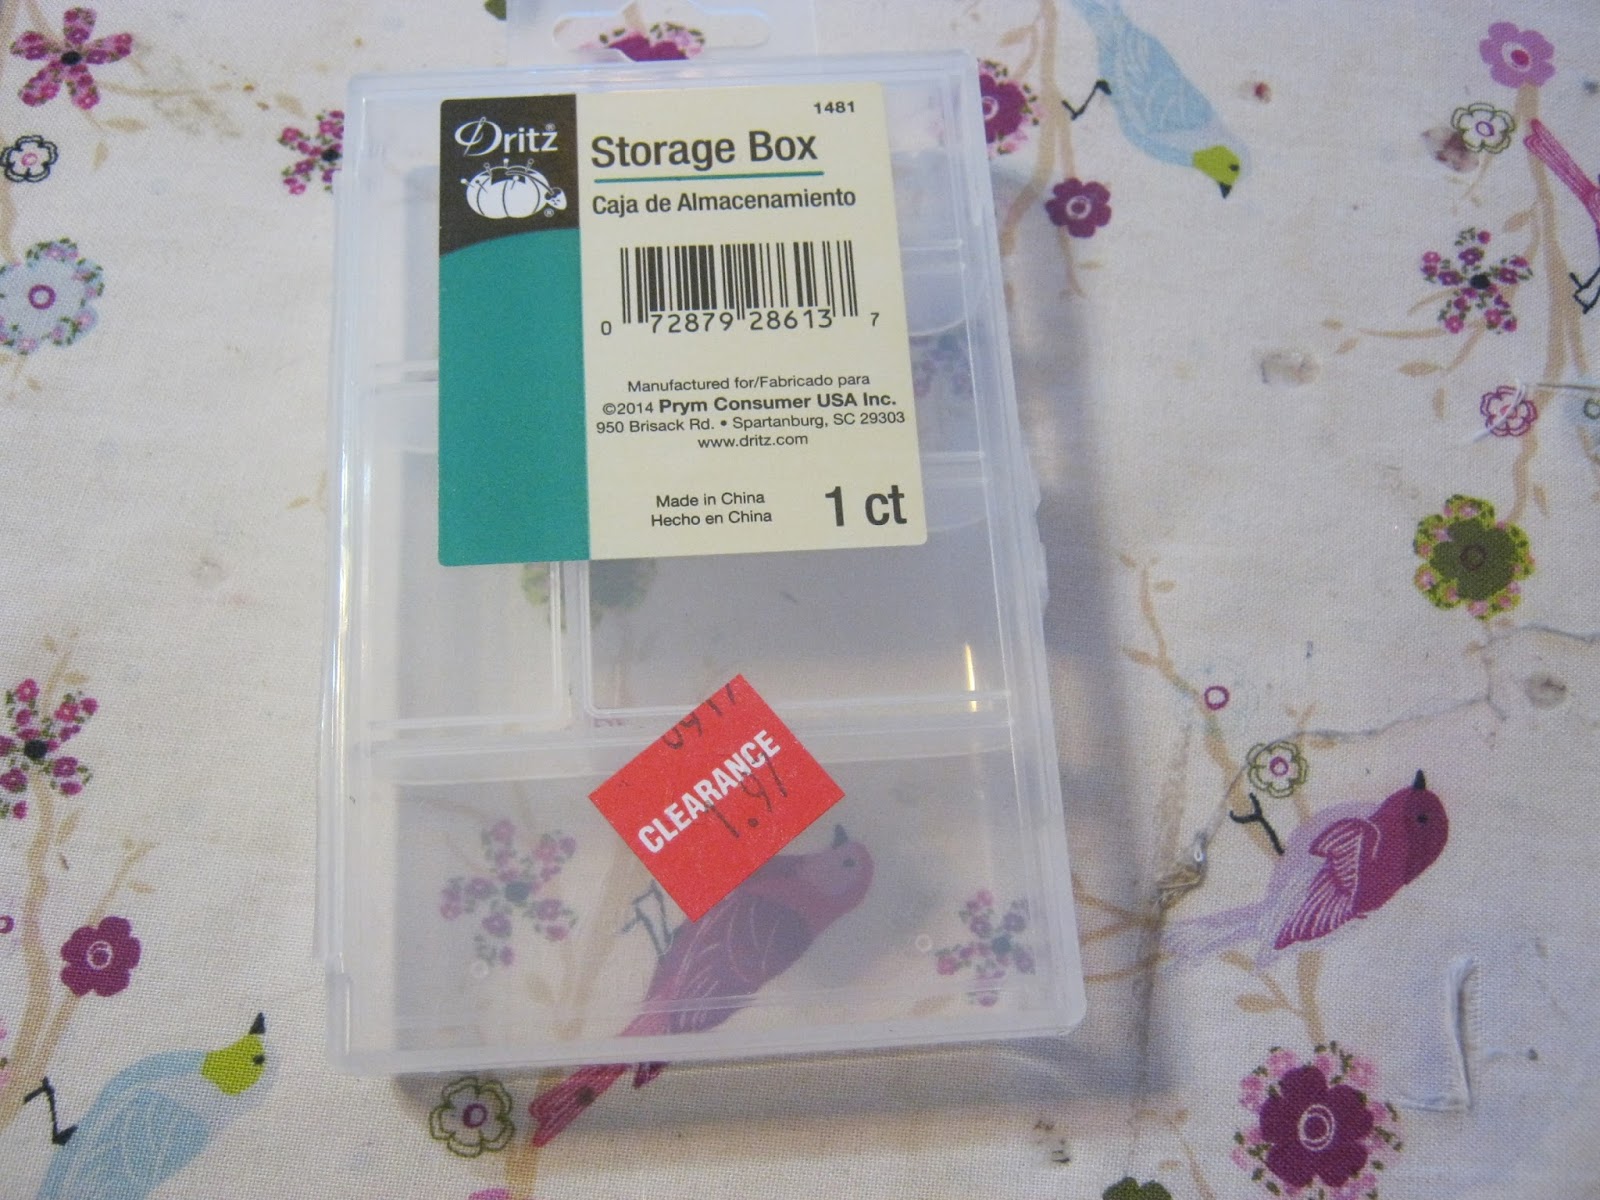 1481
Dritz®
Storage Box
Caja de Almacenamiento
0 72879 28613 7
Manufactured for/Fabricado para
©2014 Prym Consumer USA Inc.
950 Brisack Rd. • Spartanburg, SC 29303
www.dritz.com
Made in China
Hecho en China
1 ct
CLEARANCE
1.91